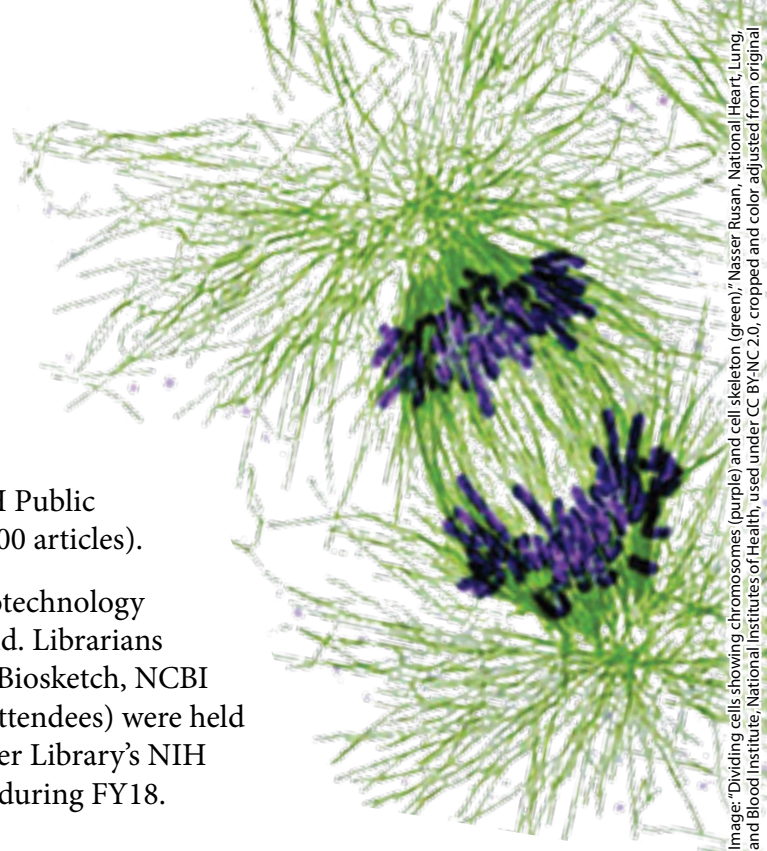 I Public
00 articles).
otechnology
d. Librarians
Biosketch, NCBI
ttendees) were held
er Library’s NIH
during FY18.
Image: “Dividing cells showing chromosomes (purple) and cell skeleton (green),” Nasser Rusan, National Heart, Lung,
and Blood Institute, National Institutes of Health, used under CC BY-NC 2.0, cropped and color adjusted from original